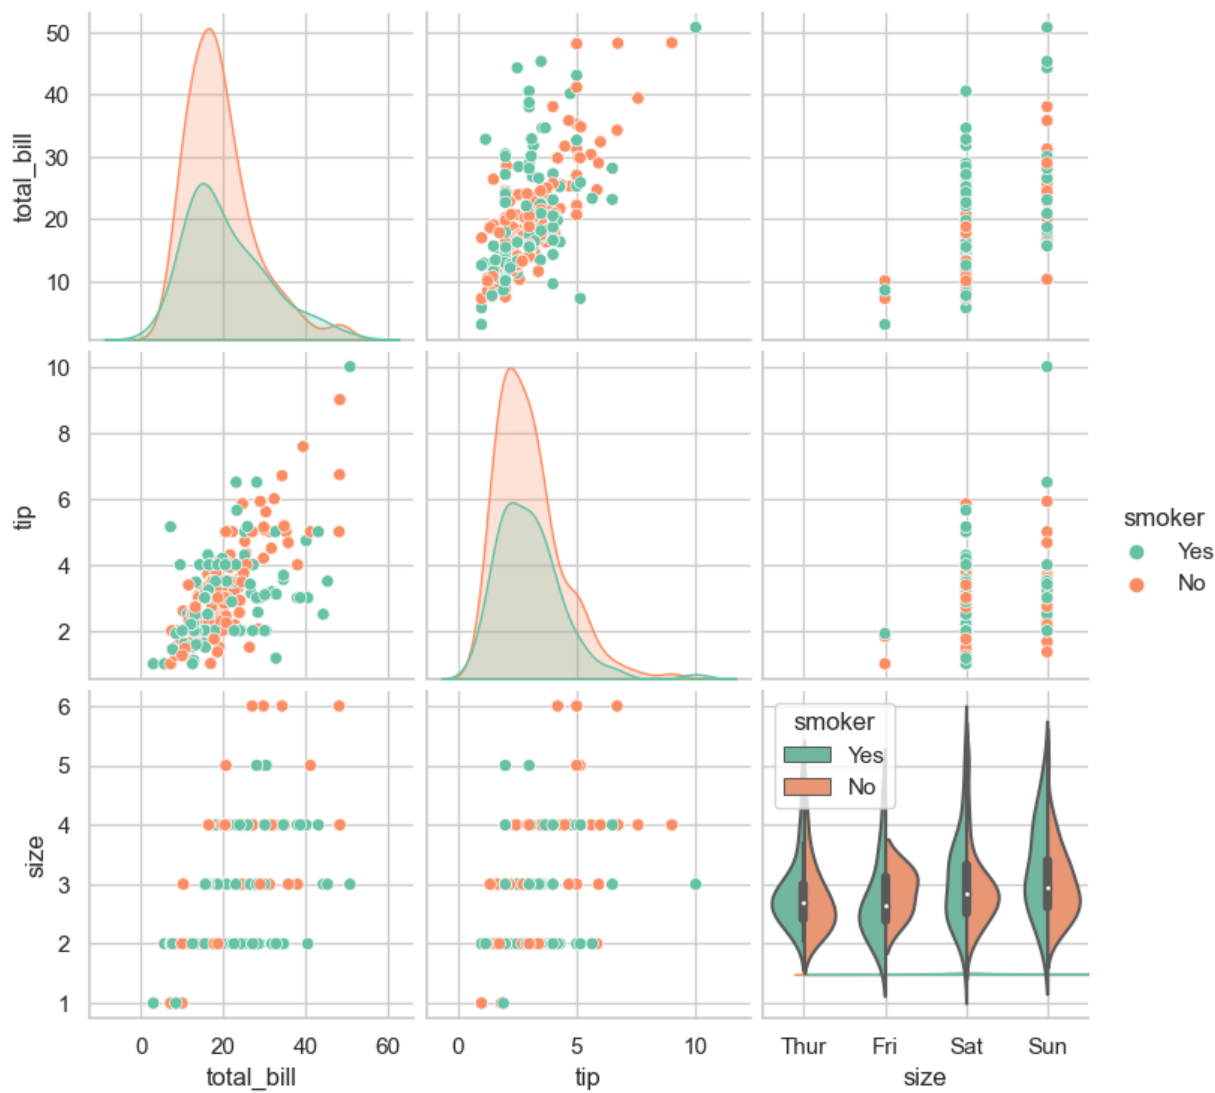 50
40
30
20
10
total_bill
10
8
6
4
2
tip
smoker
Yes
No
6
5
4
3
2
1
size
smoker
Yes
No
0 20 40 60
0 5 10
Thur Fri Sat Sun
total_bill
tip
size